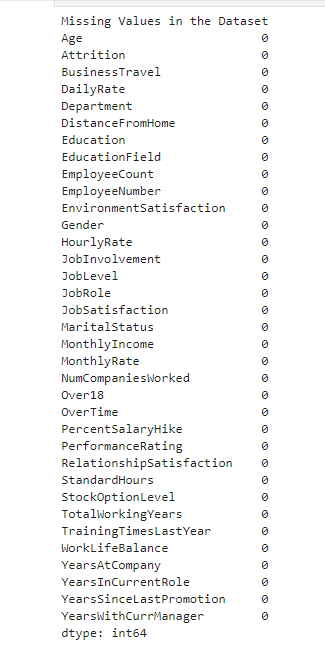 Missing Values in the Dataset
Age 0
Attrition 0
BusinessTravel 0
DailyRate 0
Department 0
DistanceFromHome 0
Education 0
EducationField 0
EmployeeCount 0
EmployeeNumber 0
EnvironmentSatisfaction 0
Gender 0
HourlyRate 0
JobInvolvement 0
JobLevel 0
JobRole 0
JobSatisfaction 0
MaritalStatus 0
MonthlyIncome 0
MonthlyRate 0
NumCompaniesWorked 0
Over18 0
OverTime 0
PercentSalaryHike 0
PerformanceRating 0
RelationshipSatisfaction 0
StandardHours 0
StockOptionLevel 0
TotalWorkingYears 0
TrainingTimesLastYear 0
WorkLifeBalance 0
YearsAtCompany 0
YearsInCurrentRole 0
YearsSinceLastPromotion 0
YearsWithCurrManager 0
dtype: int64